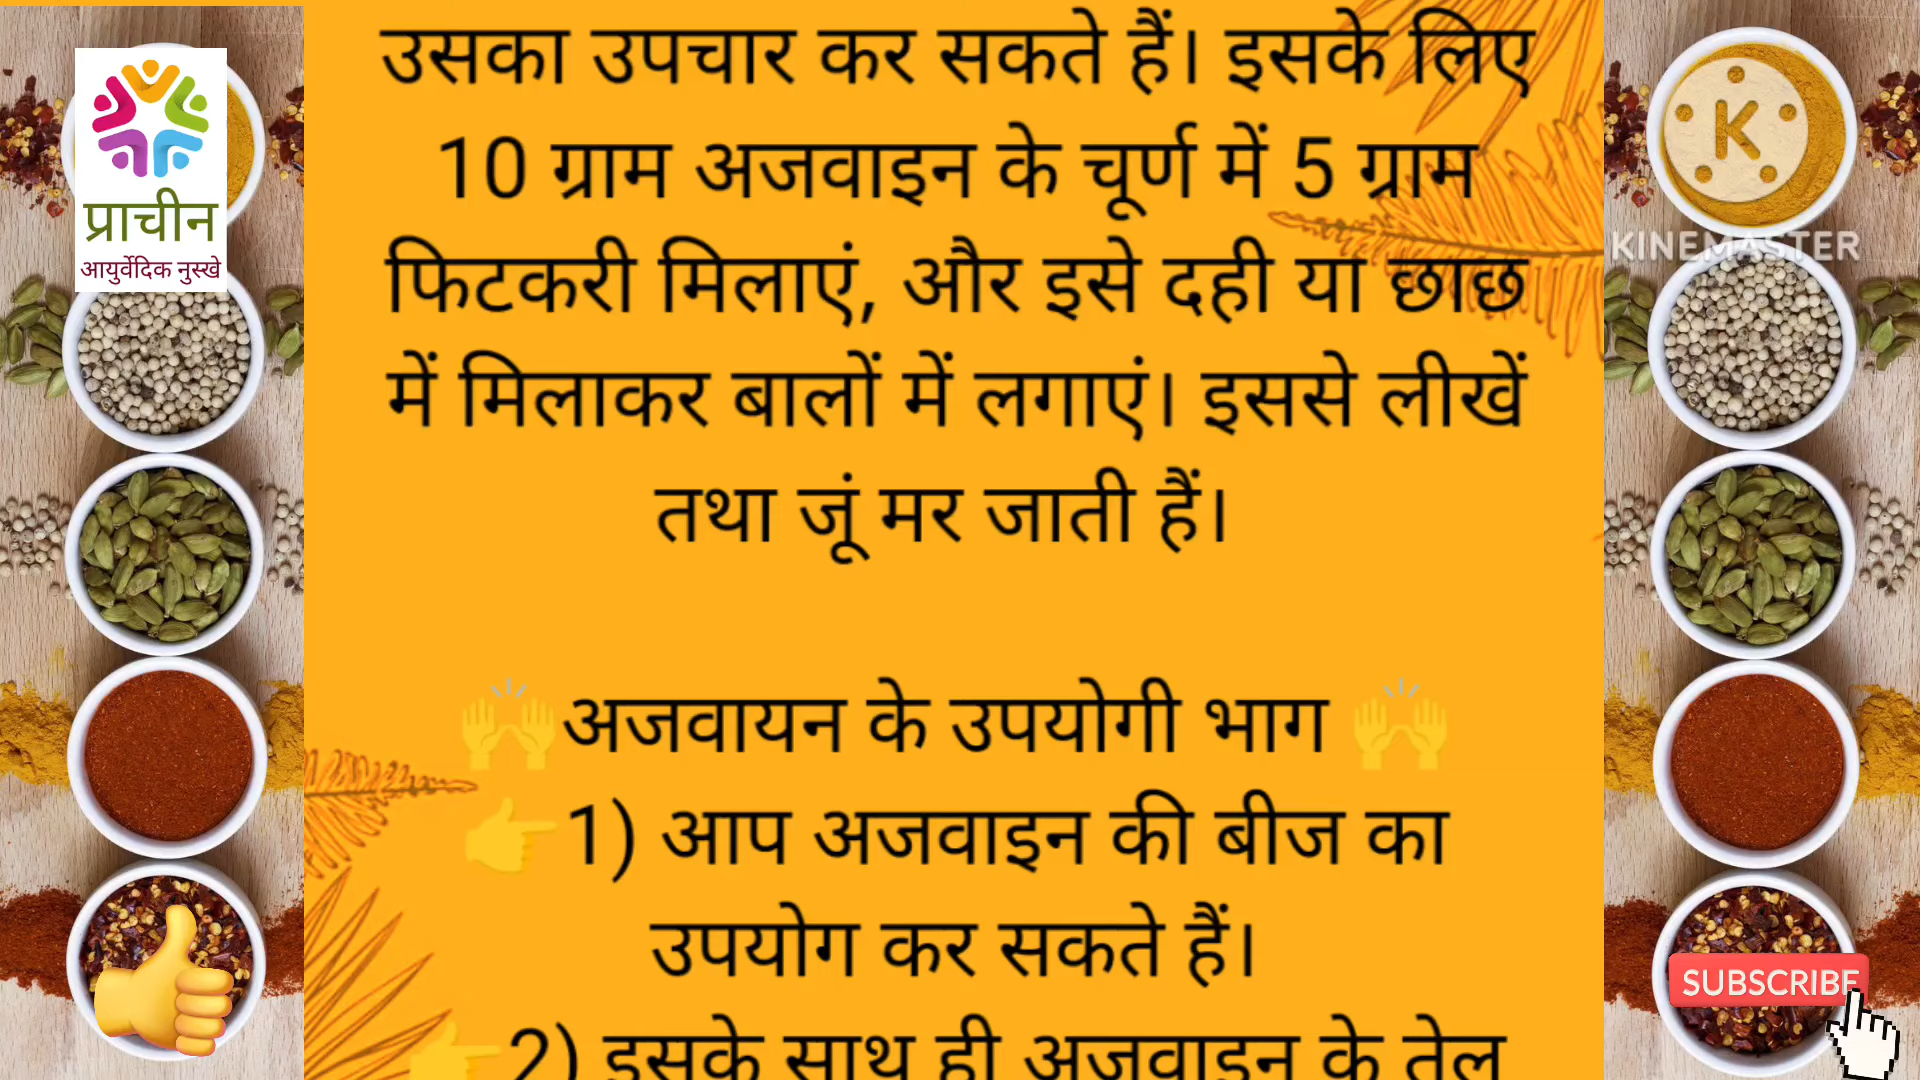 उसका उपचार कर सकते हैं। इसके लिए
10 ग्राम अजवाइन के चूर्ण में 5 ग्राम
फिटकरी मिलाएं, और इसे दही या छाछ
में मिलाकर बालों में लगाएं। इससे लीखें
तथा जूं मर जाती हैं।
🙌अजवायन के उपयोगी भाग 🙌
👉1) आप अजवाइन की बीज का
उपयोग कर सकते हैं।
👉2) इसके साथ ही अजवाइन के तेल
प्राचीन
आयुर्वेदिक नुस्खे
K
KINEMASTER
SUBSCRIBE